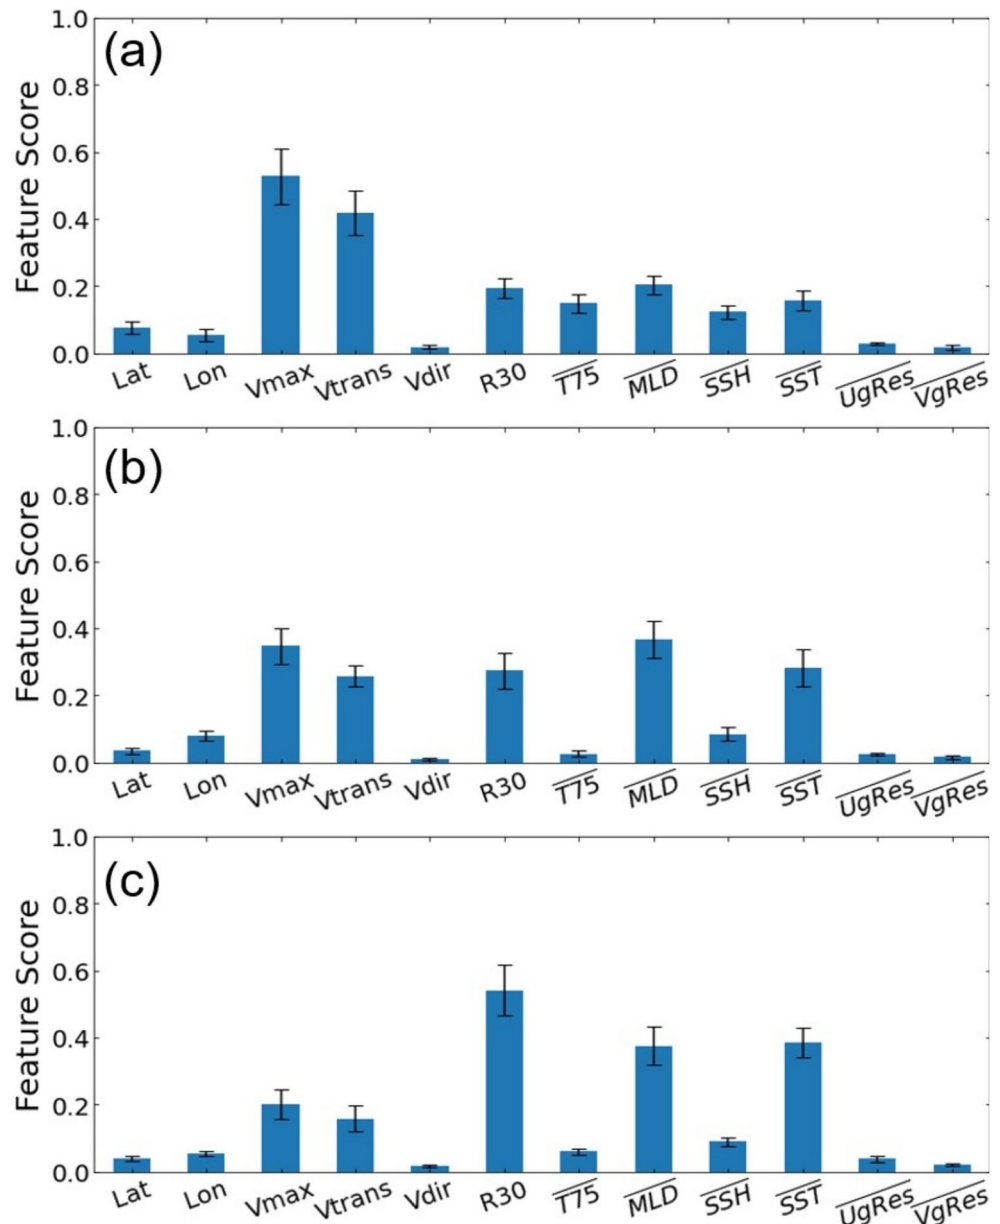 (a)
Feature Score
1.0
0.8
0.6
0.4
0.2
0.0
Lat Lon Vmax Vtrans Vdir R30 T75 MLD SSH SST UgRes VgRes
(b)
Feature Score
1.0
0.8
0.6
0.4
0.2
0.0
Lat Lon Vmax Vtrans Vdir R30 T75 MLD SSH SST UgRes VgRes
(c)
Feature Score
1.0
0.8
0.6
0.4
0.2
0.0
Lat Lon Vmax Vtrans Vdir R30 T75 MLD SSH SST UgRes VgRes